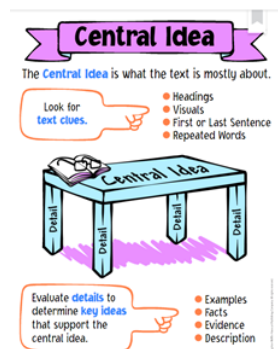 Central Idea
The Central Idea is what the text is mostly about.
Look for
text clues.
Headings
Visuals
First or Last Sentence
Repeated Words
Central Idea
Detail
Detail
Detail
Detail
Evaluate details to
determine key ideas
that support the
central idea.
Examples
Facts
Evidence
Description